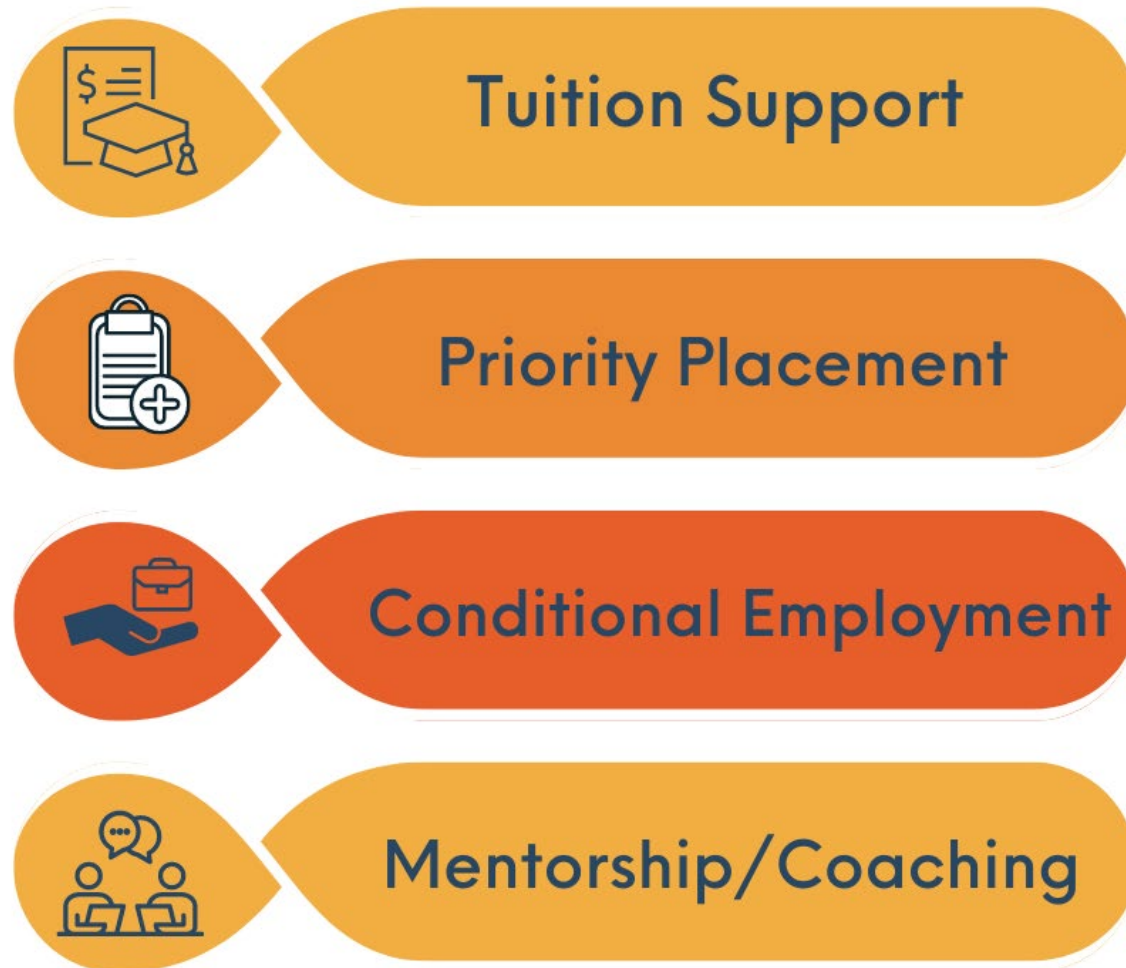 $
Tuition Support
Priority Placement
Conditional Employment
Mentorship/Coaching